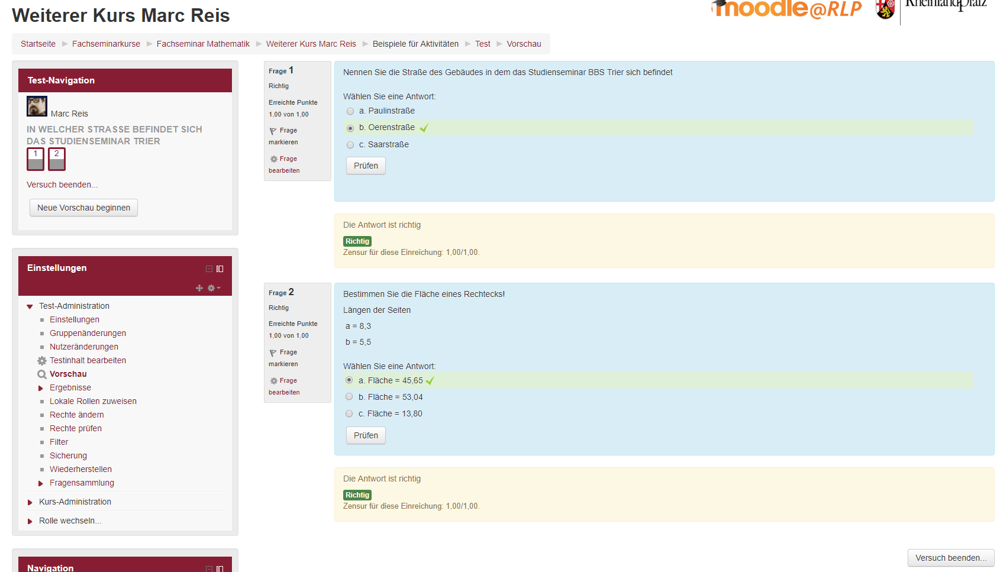 Weiterer Kurs Marc Reis
moodle@RLP
RheinlandPfalz
Startseite Fachseminarkurse Fachseminar Mathematik Weiterer Kurs Marc Reis Beispiele für Aktivitäten Test Vorschau
Test-Navigation
Marc Reis
IN WELCHER STRASSE BEFINDET SICH
DAS STUDIENSEMINAR TRIER
1 2
Versuch beenden...
Neue Vorschau beginnen
Einstellungen
Test-Administration
Einstellungen
Gruppenänderungen
Nutzeränderungen
Testinhalt bearbeiten
Vorschau
Ergebnisse
Lokale Rollen zuweisen
Rechte ändern
Rechte prüfen
Filter
Sicherung
Wiederherstellen
Fragensammlung
Kurs-Administration
Rolle wechseln...
Navigation
Frage 1
Richtig
Erreichte Punkte
1,00 von 1,00
Frage
markieren
Frage
bearbeiten
Nennen Sie die Straße des Gebäudes in dem das Studienseminar BBS Trier sich befindet
Wählen Sie eine Antwort:
a. Paulinstraße
b. Oerenstraße
c. Saarstraße
Prüfen
Die Antwort ist richtig
Richtig
Zensur für diese Einreichung: 1,00/1,00.
Frage 2
Richtig
Erreichte Punkte
1,00 von 1,00
Frage
markieren
Frage
bearbeiten
Bestimmen Sie die Fläche eines Rechtecks!
Längen der Seiten
a = 8,3
b = 5,5
Wählen Sie eine Antwort:
a. Fläche = 45,65
b. Fläche = 53,04
c. Fläche = 13,80
Prüfen
Die Antwort ist richtig
Richtig
Zensur für diese Einreichung: 1,00/1,00.
Versuch beenden...